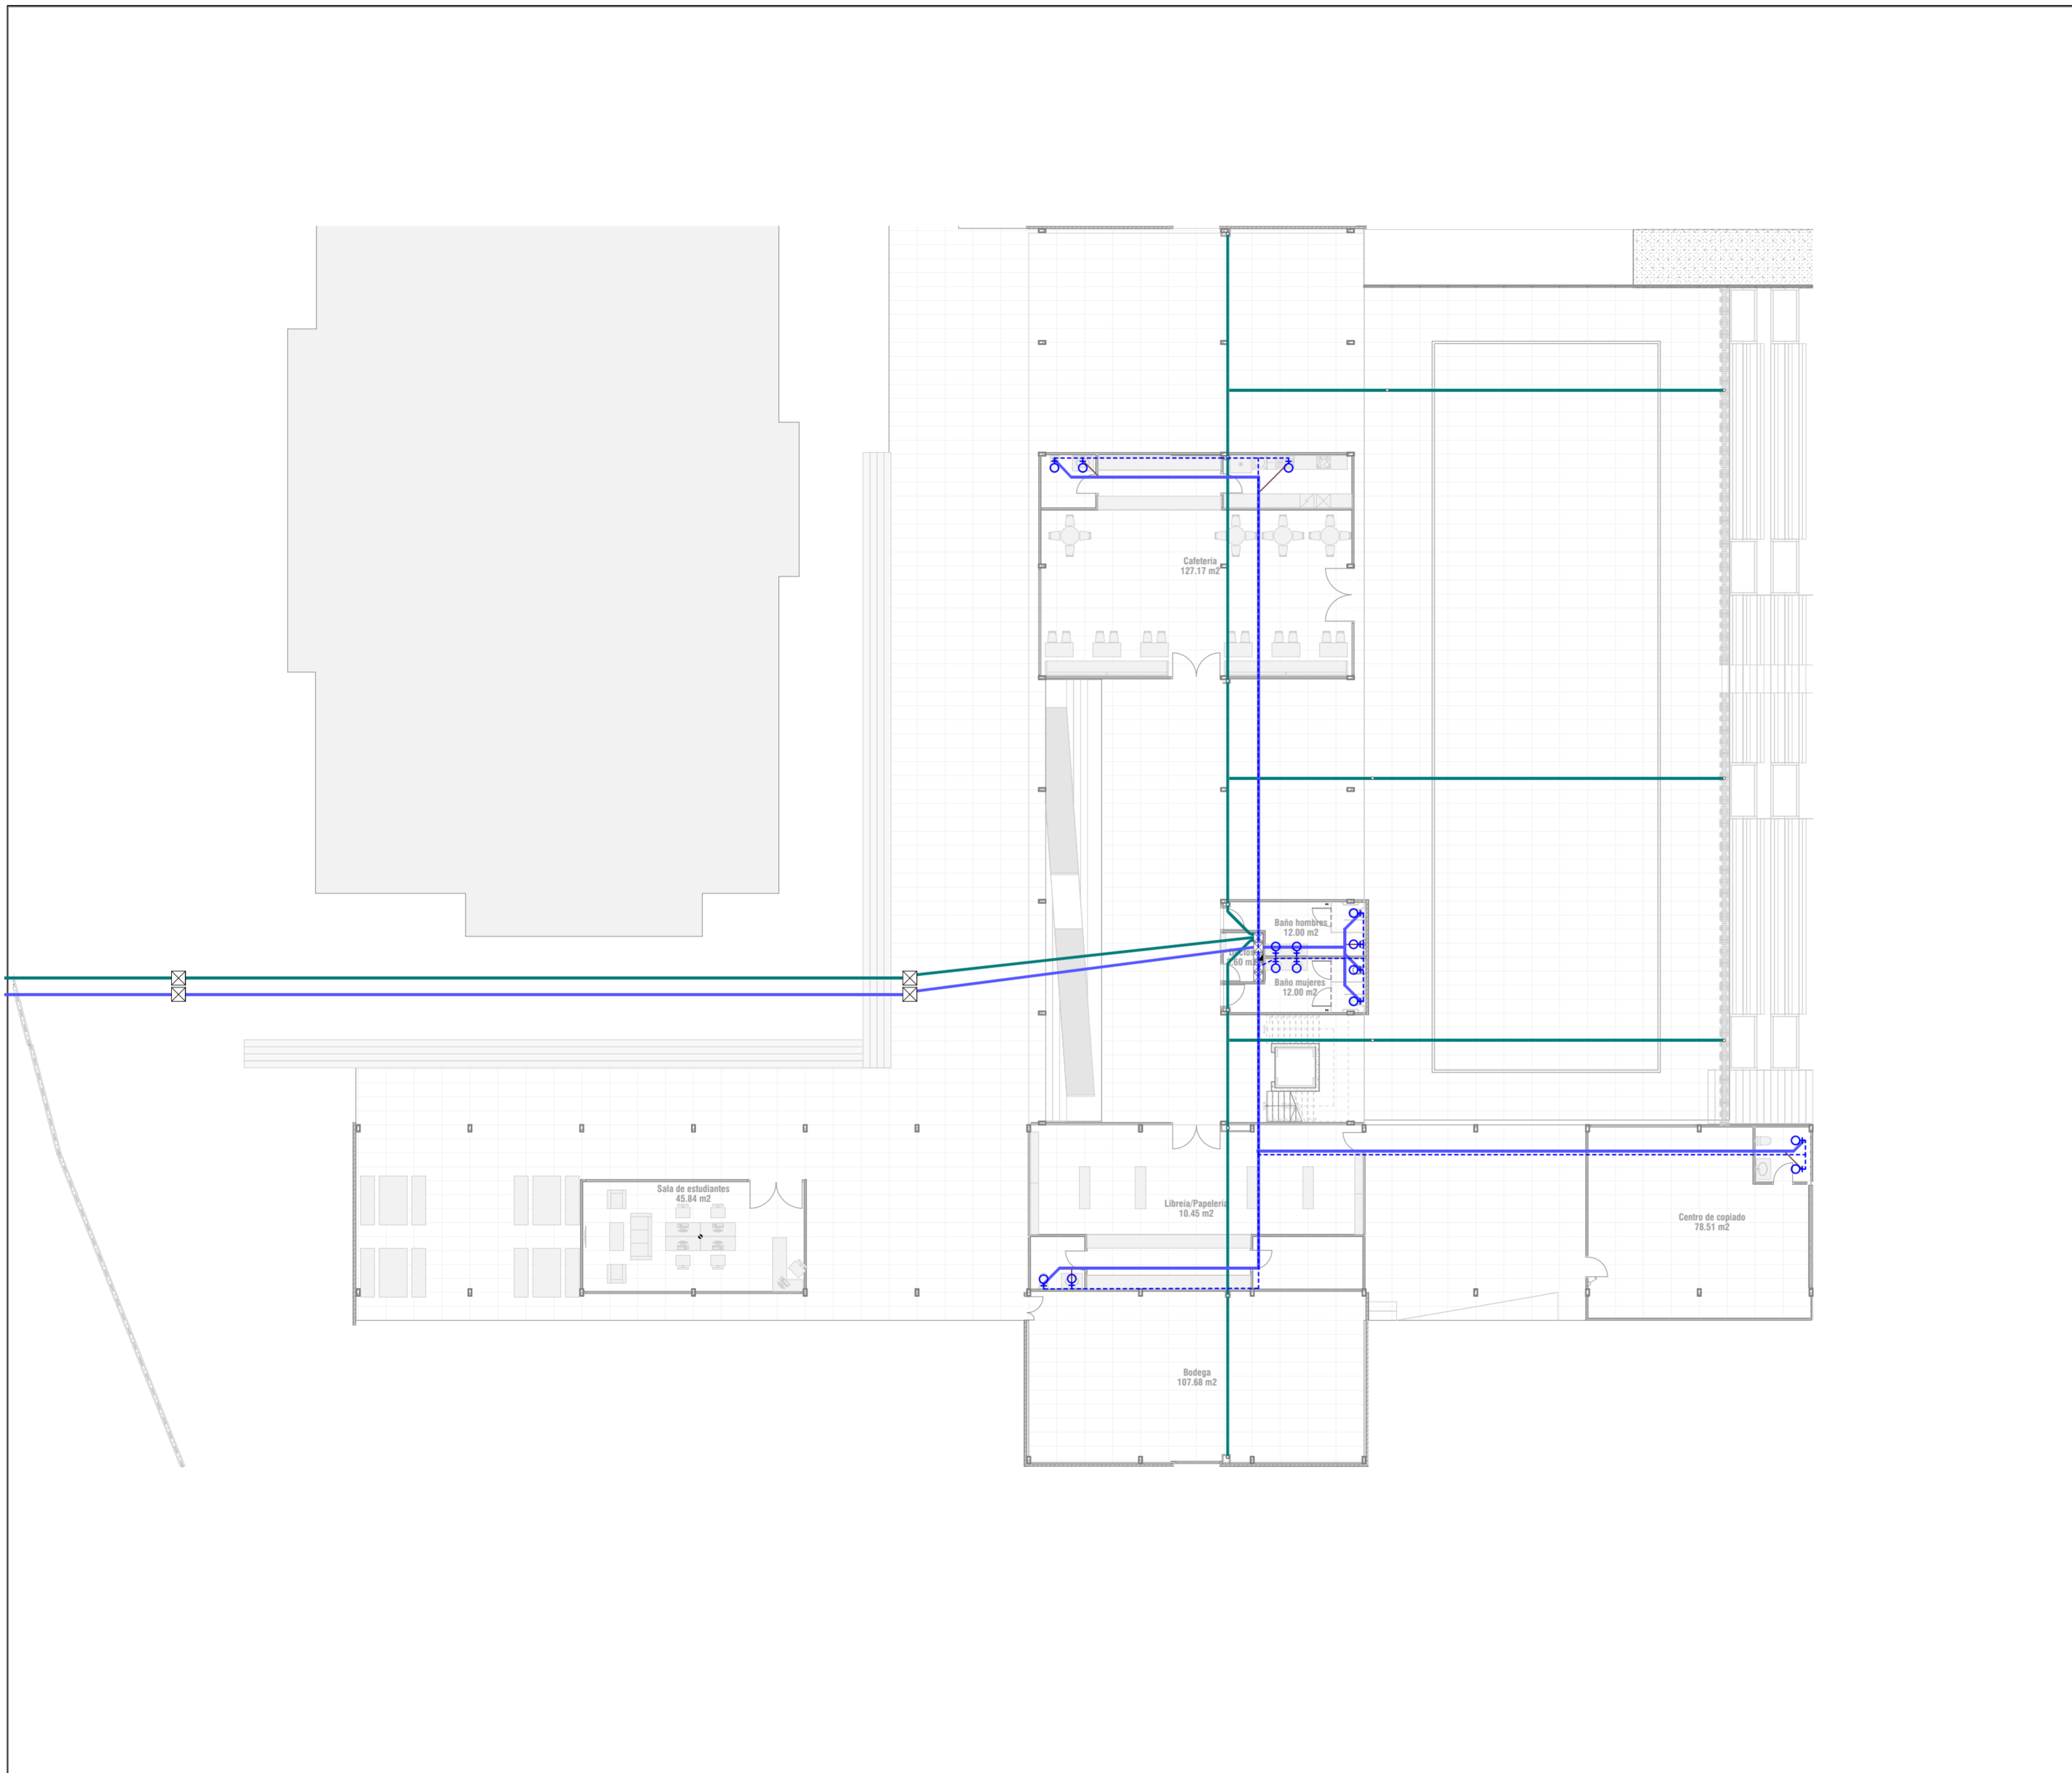 Cafetería
127.17 m2
Baño hombres
12.00 m2
Baño mujeres
12.00 m2
Sala de estudiantes
45.84 m2
Libreía/Papelería
10.45 m2
Centro de copiado
78.51 m2
Bodega
107.68 m2